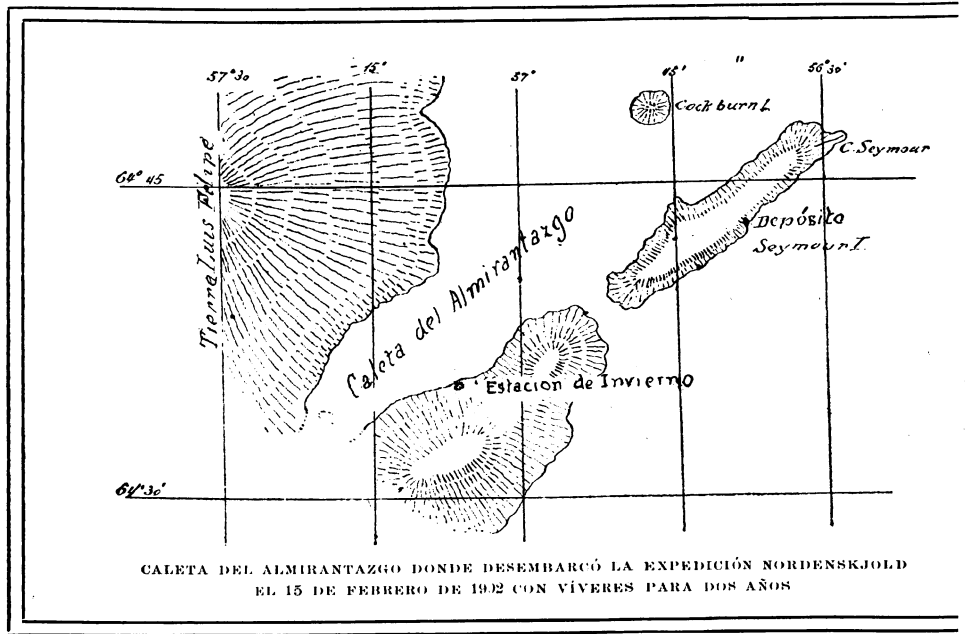 57°30
15'
57°
45'
56°30'
Cockburn I.
C. Seymour
64° 45
Tierra Luis Felipe
Depósito
Seymour I.
Caleta del Almirantazgo
Estacion de Invierno
64° 30'
CALETA DEL ALMIRANTAZGO DONDE DESEMBARCÓ LA EXPEDICIÓN NORDENSKJOLD
EL 15 DE FEBRERO DE 1902 CON VÍVERES PARA DOS AÑOS